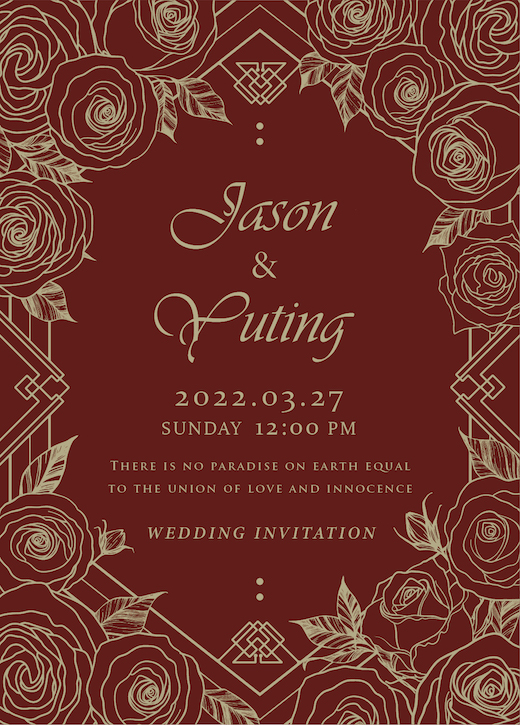 Jason
&
Yuting
2022.03.27
SUNDAY 12:00 PM
THERE IS NO PARADISE ON EARTH EQUAL
TO THE UNION OF LOVE AND INNOCENCE
WEDDING INVITATION